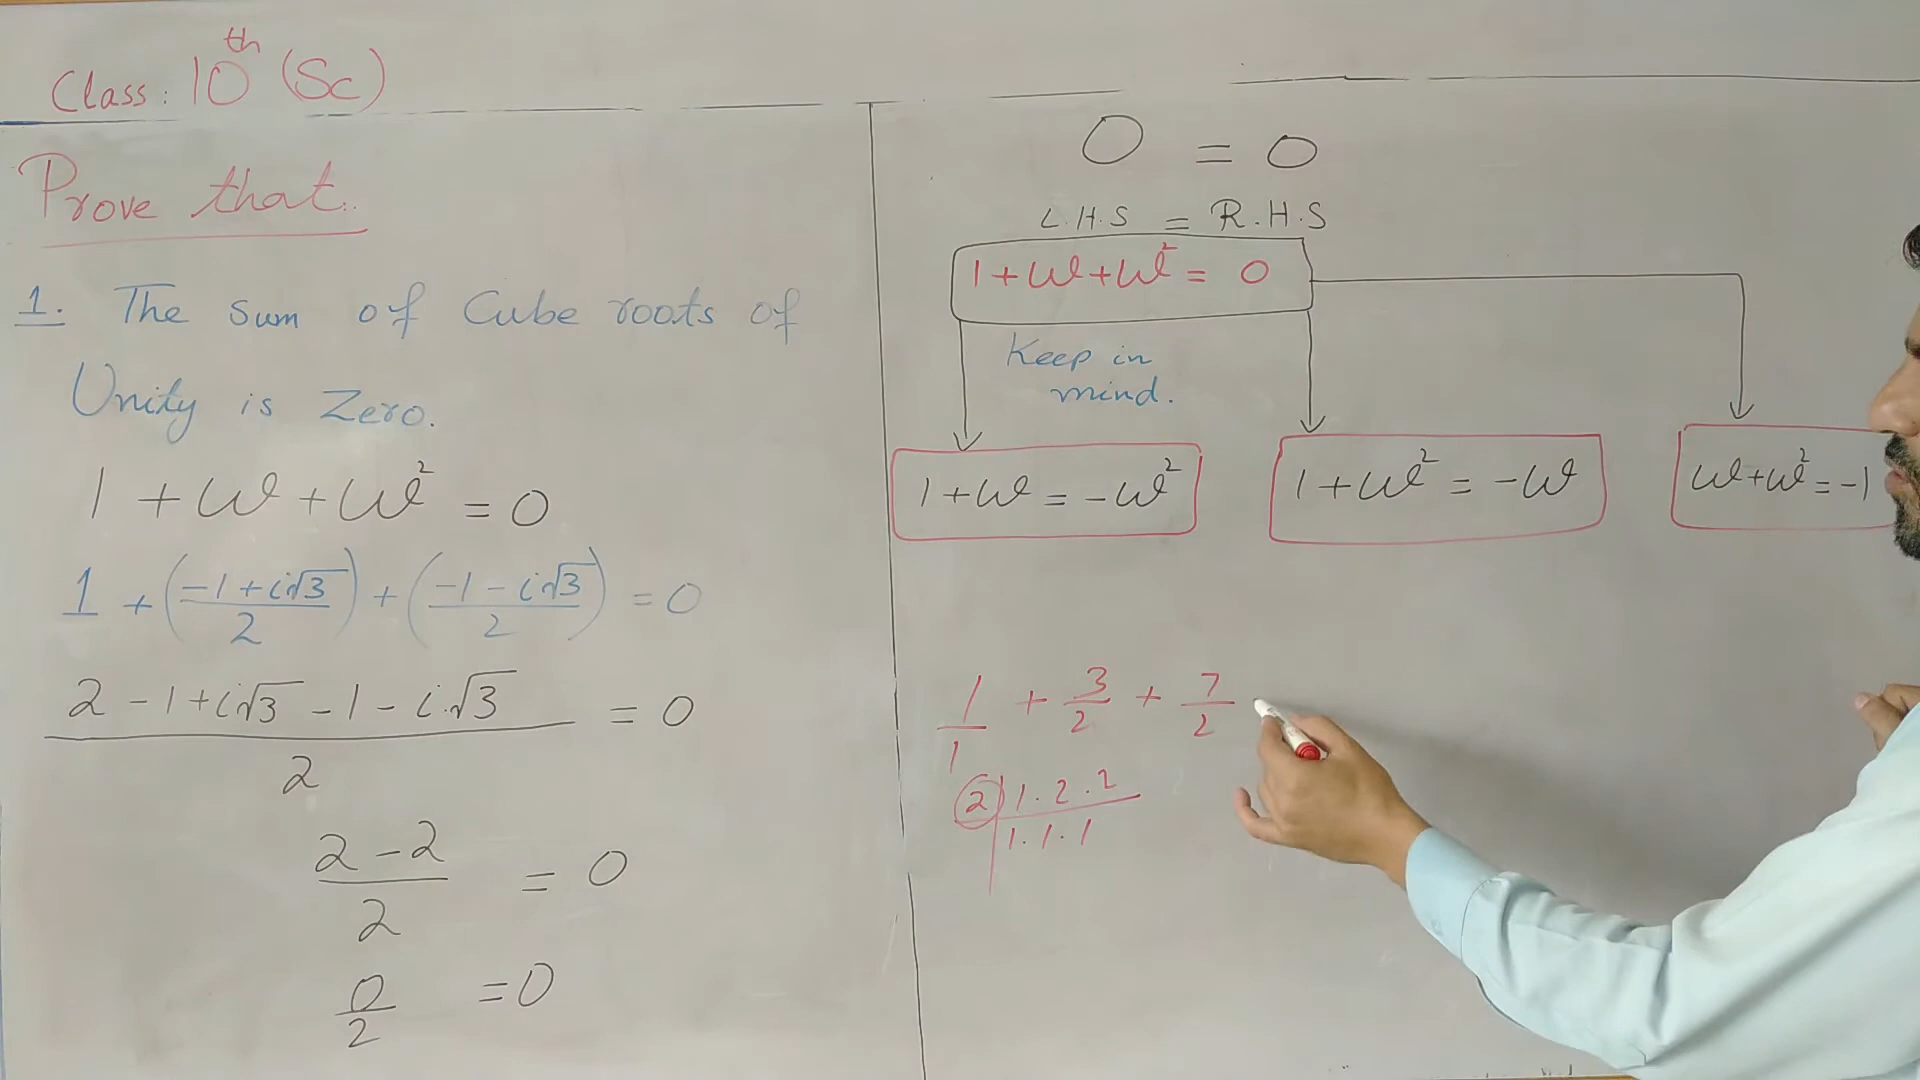 Class: 10th (Sc)
Prove that..
1. The Sum of Cube roots of
Unity is Zero.
1 + ω + ω² = 0
1 + (-1+i√3/2) + (-1-i√3/2) = 0
2-1+i√3-1-i.√3/2 = 0
2-2/2 = 0
0/2 = 0
0 = 0
L.H.S = R.H.S
1+ω+ω² = 0
Keep in
mind.
1+ω = -ω²
1+ω² = -ω
ω+ω² = -1
1/1 + 3/2 + 7/2
2 | 1.2.2
1.1.1